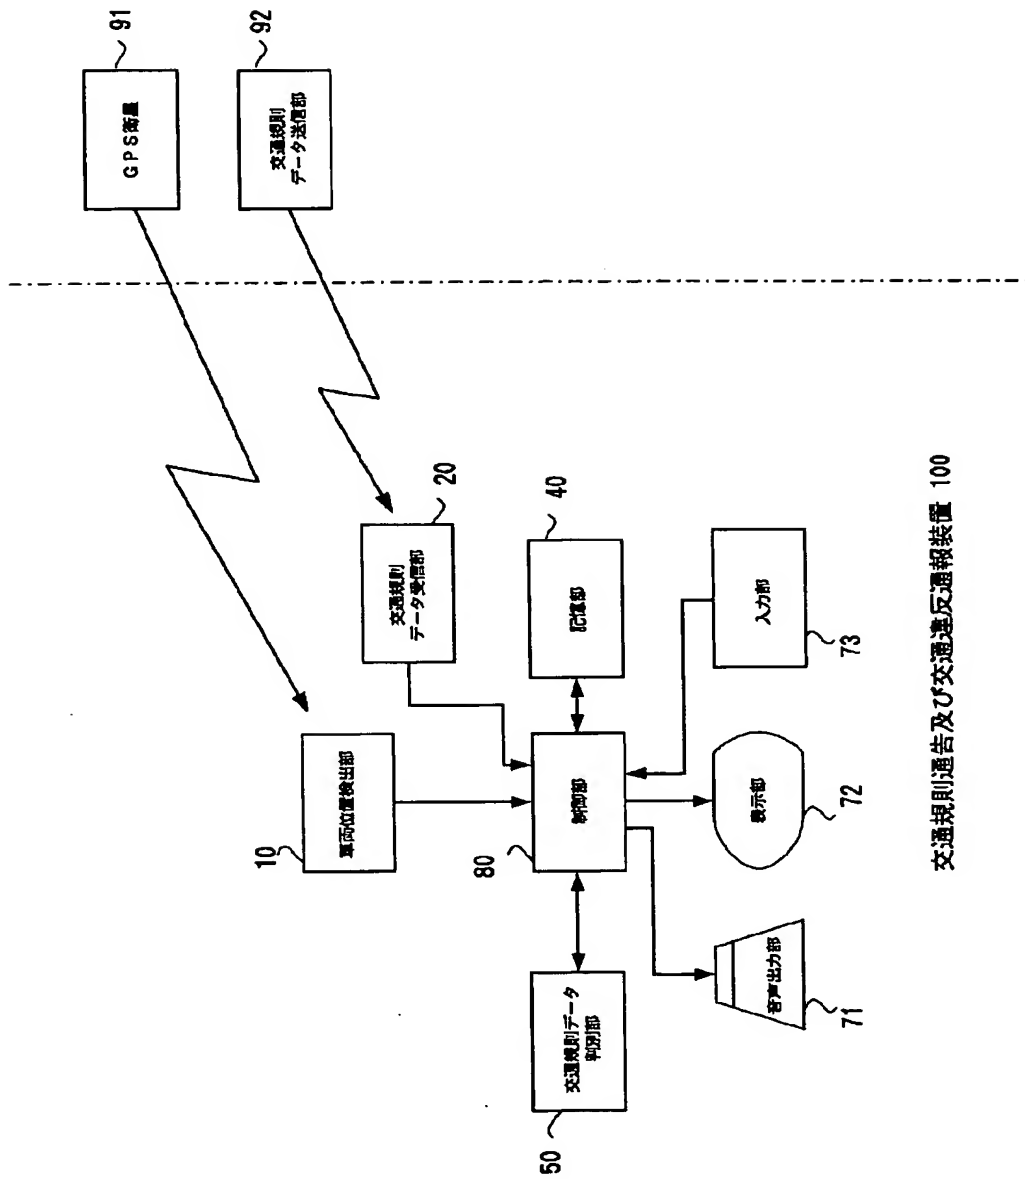 GPS衛星
91
交通規則
データ送信部
92
車両位置検出部
10
交通規則
データ受信部
20
交通規則データ
判別部
50
制御部
80
記憶部
40
音声出力部
71
表示部
72
入力部
73
交通規則通告及び交通違反通報装置 100